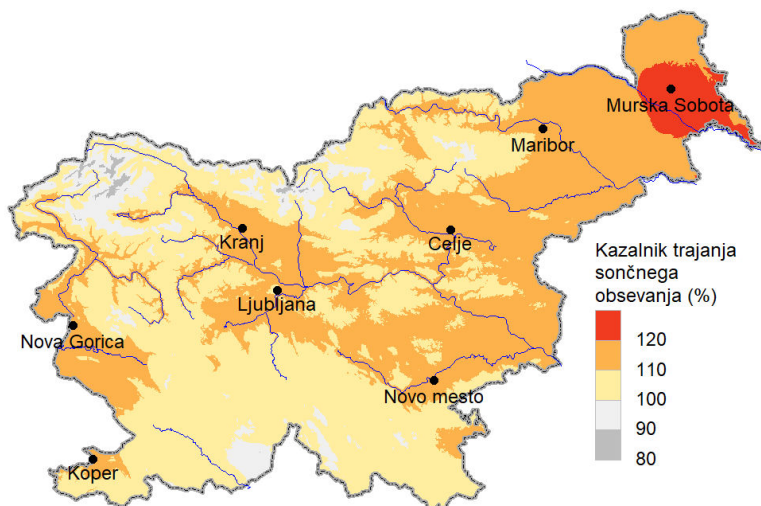 Murska Sobota
Maribor
Kranj
Celje
Ljubljana
Nova Gorica
Novo mesto
Koper
Kazalnik trajanja
sončnega
obsevanja (%)
120
110
100
90
80